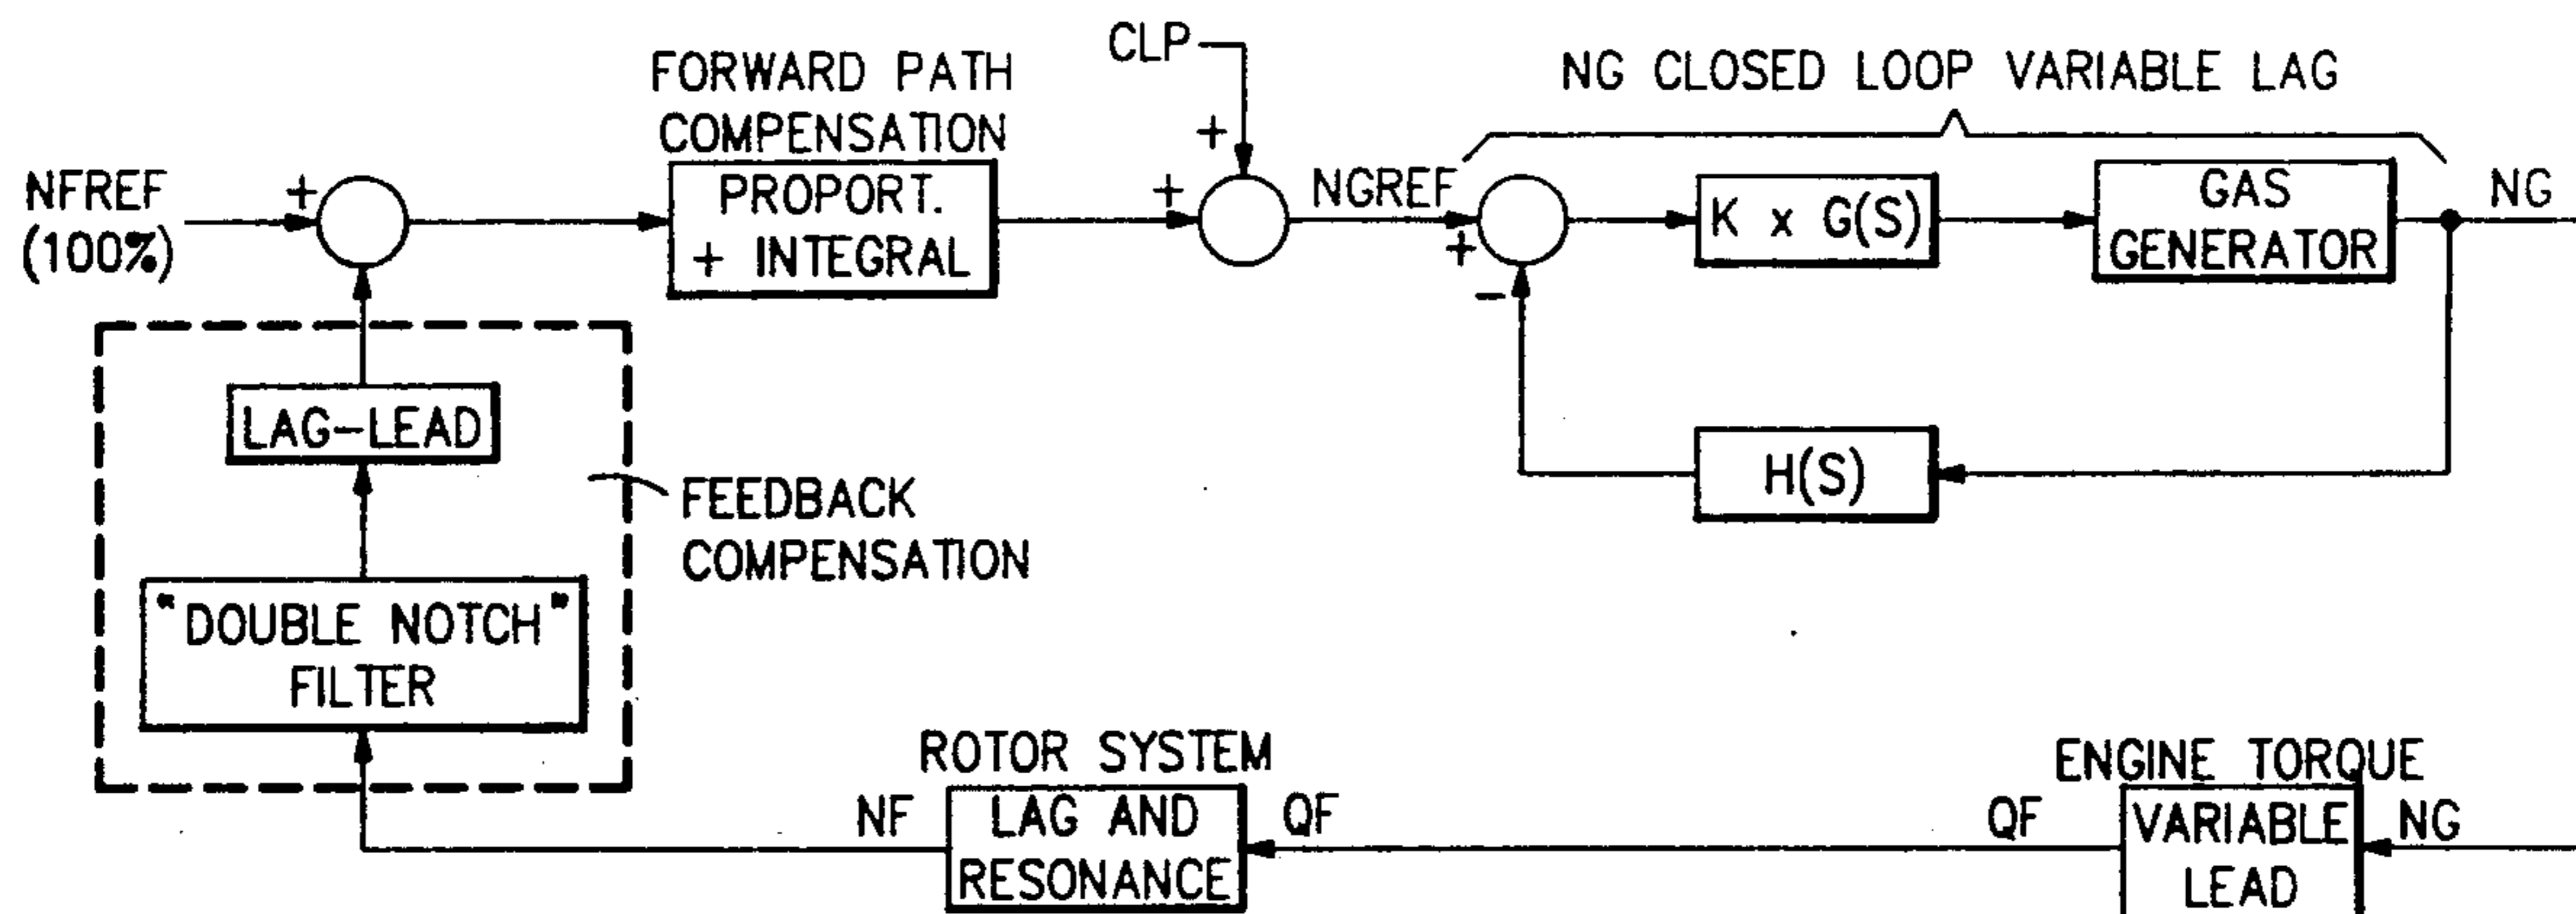 CLP
FORWARD PATH
COMPENSATION
NG CLOSED LOOP VARIABLE LAG
+
NFREF
(100%)
+
PROPORT.
+ INTEGRAL
+
NGREF
+
−
K x G(S)
GAS
GENERATOR
NG
LAG-LEAD
H(S)
FEEDBACK
COMPENSATION
"DOUBLE NOTCH"
FILTER
ROTOR SYSTEM
ENGINE TORQUE
NF
LAG AND
RESONANCE
QF
QF
VARIABLE
LEAD
NG